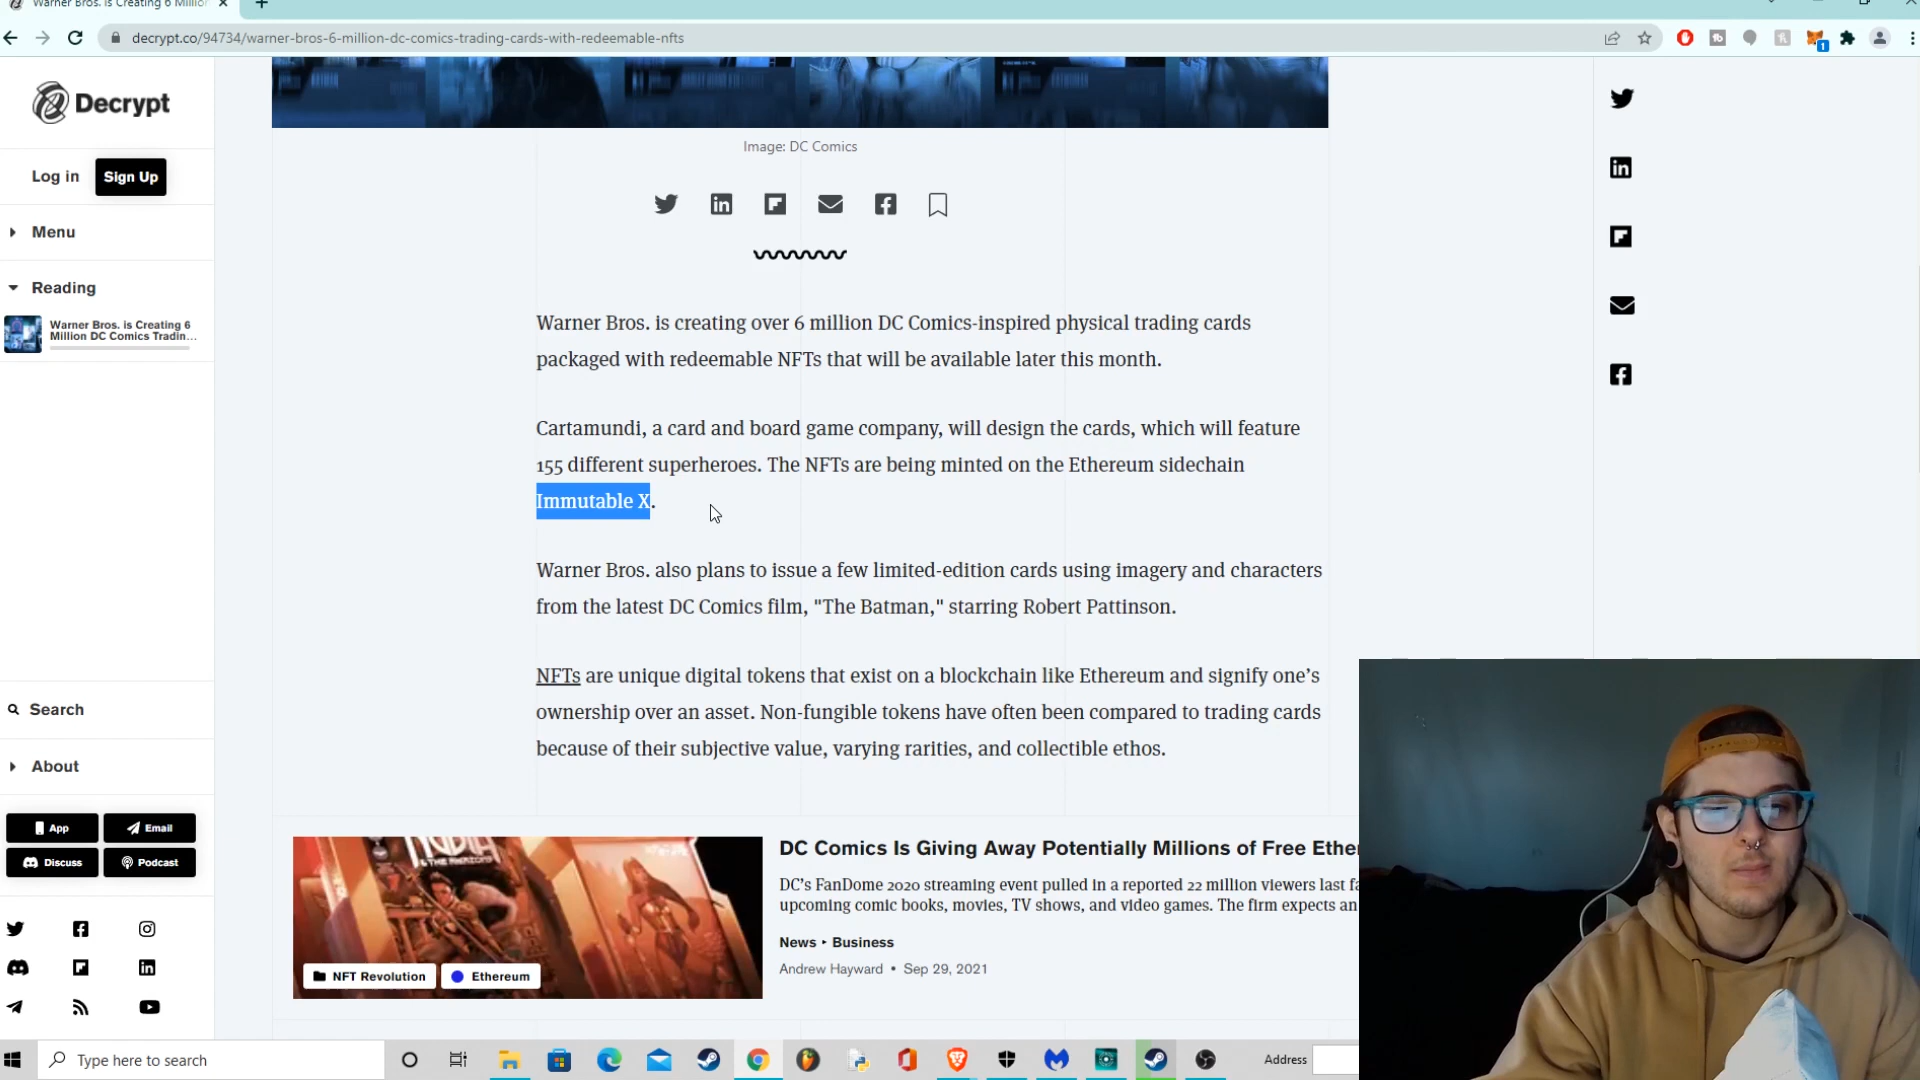 Warner Bros. is Creating 6 Millio
decrypt.co/94734/warner-bros-6-million-dc-comics-trading-cards-with-redeemable-nfts
1
Decrypt
Log in
Sign Up
Menu
Reading
Warner Bros. is Creating 6
Million DC Comics Tradin...
Search
About
App
Email
Discuss
Podcast
Image: DC Comics
Warner Bros. is creating over 6 million DC Comics-inspired physical trading cards
packaged with redeemable NFTs that will be available later this month.
Cartamundi, a card and board game company, will design the cards, which will feature
155 different superheroes. The NFTs are being minted on the Ethereum sidechain
Immutable X.
Warner Bros. also plans to issue a few limited-edition cards using imagery and characters
from the latest DC Comics film, "The Batman," starring Robert Pattinson.
NFTs are unique digital tokens that exist on a blockchain like Ethereum and signify one’s
ownership over an asset. Non-fungible tokens have often been compared to trading cards
because of their subjective value, varying rarities, and collectible ethos.
NFT Revolution
Ethereum
DC Comics Is Giving Away Potentially Millions of Free Ethe
DC’s FanDome 2020 streaming event pulled in a reported 22 million viewers last fa
upcoming comic books, movies, TV shows, and video games. The firm expects an
News ‣ Business
Andrew Hayward • Sep 29, 2021
Type here to search
Address